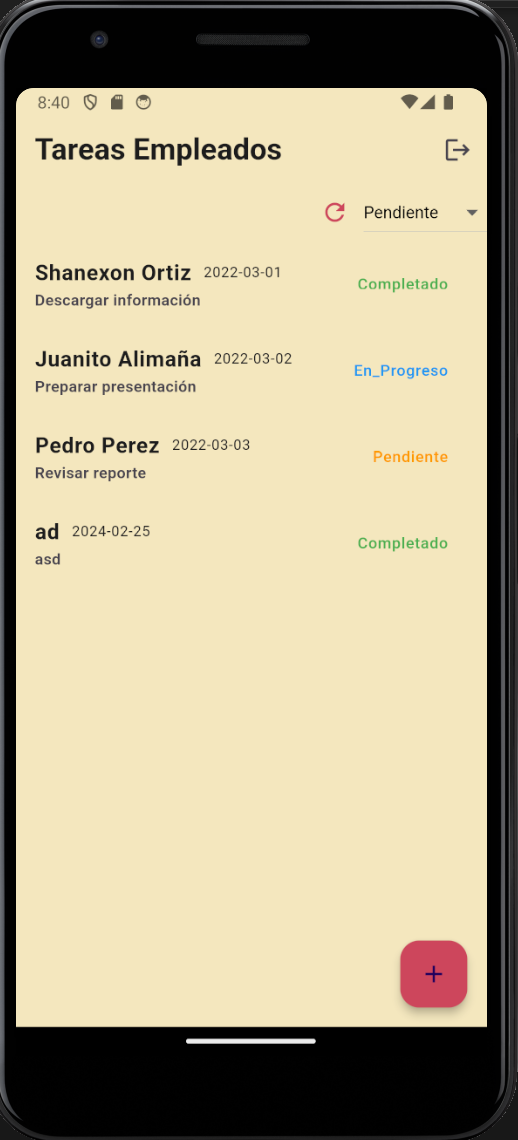 8:40
Tareas Empleados
Pendiente
Shanexon Ortiz 2022-03-01
Descargar información
Completado
Juanito Alimaña 2022-03-02
Preparar presentación
En_Progreso
Pedro Perez 2022-03-03
Revisar reporte
Pendiente
ad 2024-02-25
asd
Completado
+